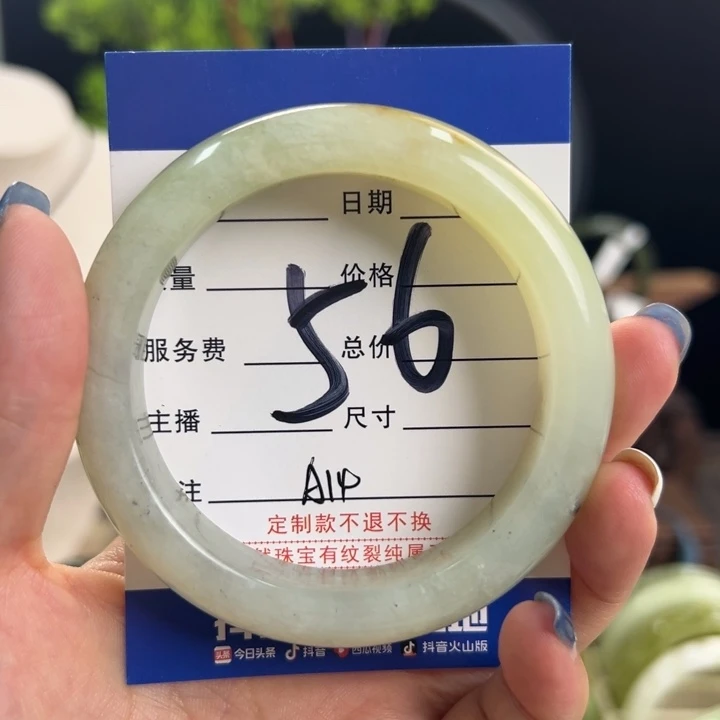 日期
量 价格
56
服务费 总价
主播 尺寸
注 A14
定制款不退不换
珠宝有纹裂纯属
头条 今日头条 抖音 西瓜视频 抖音火山版